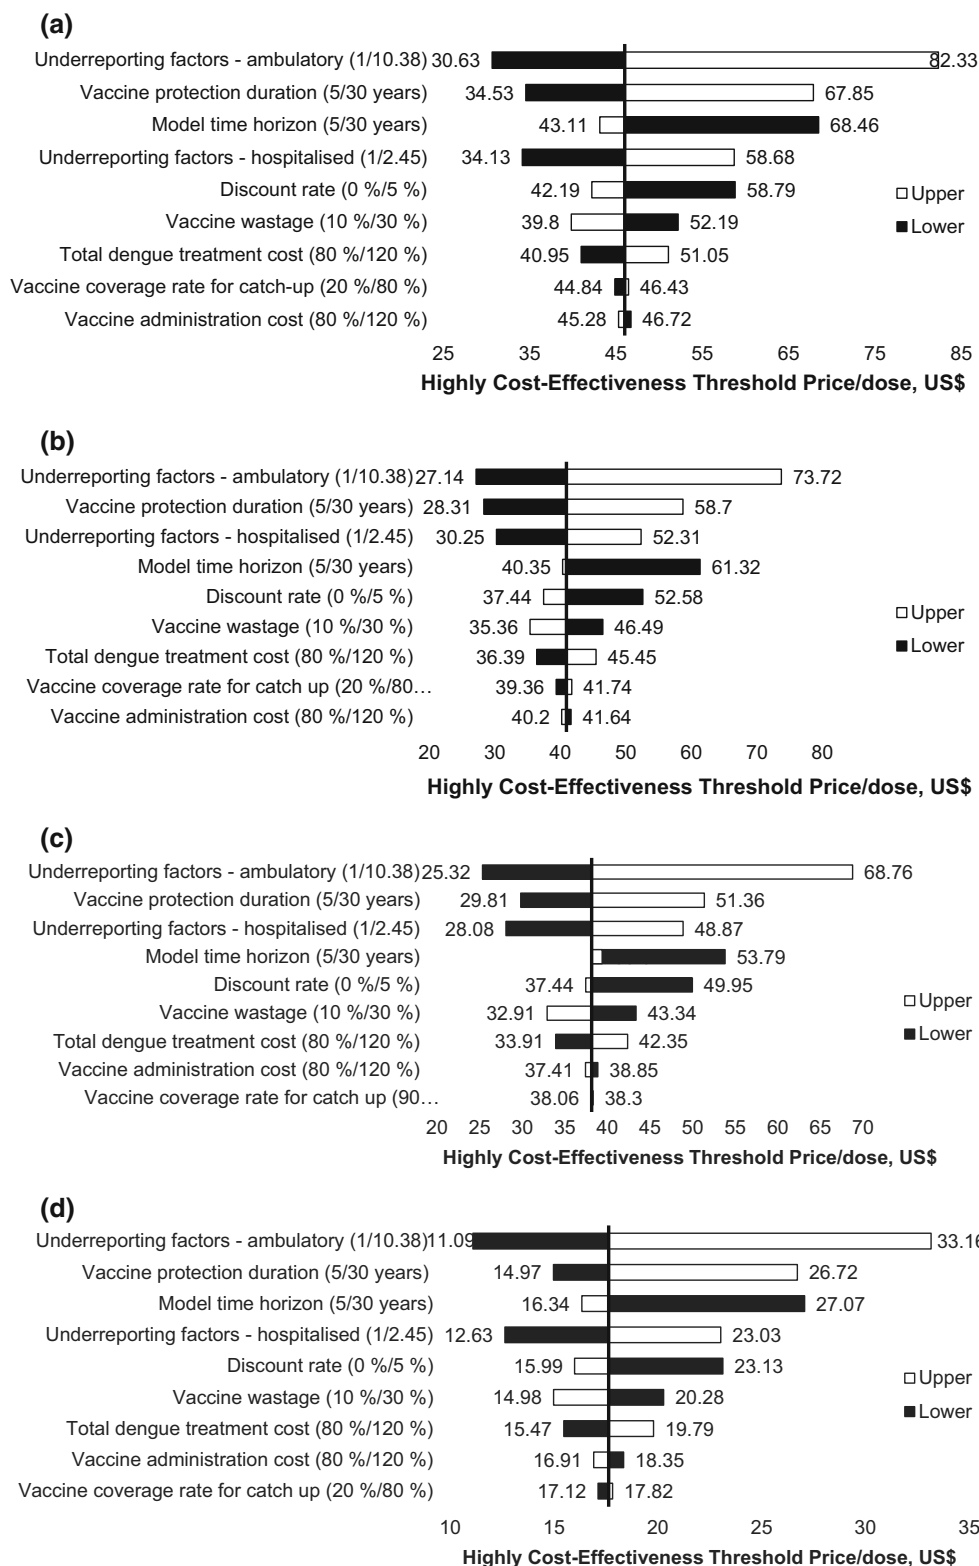 (a)
Underreporting factors - ambulatory (1/10.38) 30.63 82.33
Vaccine protection duration (5/30 years) 34.53 67.85
Model time horizon (5/30 years) 43.11 68.46
Underreporting factors - hospitalised (1/2.45) 34.13 58.68
Discount rate (0 %/5 %) 42.19 58.79
Upper
Vaccine wastage (10 %/30 %) 39.8 52.19
Lower
Total dengue treatment cost (80 %/120 %) 40.95 51.05
Vaccine coverage rate for catch-up (20 %/80 %) 44.84 46.43
Vaccine administration cost (80 %/120 %) 45.28 46.72
25 35 45 55 65 75 85
Highly Cost-Effectiveness Threshold Price/dose, US$
(b)
Underreporting factors - ambulatory (1/10.38) 27.14 73.72
Vaccine protection duration (5/30 years) 28.31 58.7
Underreporting factors - hospitalised (1/2.45) 30.25 52.31
Model time horizon (5/30 years) 40.35 61.32
Discount rate (0 %/5 %) 37.44 52.58
Upper
Vaccine wastage (10 %/30 %) 35.36 46.49
Lower
Total dengue treatment cost (80 %/120 %) 36.39 45.45
Vaccine coverage rate for catch up (20 %/80… 39.36 41.74
Vaccine administration cost (80 %/120 %) 40.2 41.64
20 30 40 50 60 70 80
Highly Cost-Effectiveness Threshold Price/dose, US$
(c)
Underreporting factors - ambulatory (1/10.38) 25.32 68.76
Vaccine protection duration (5/30 years) 29.81 51.36
Underreporting factors - hospitalised (1/2.45) 28.08 48.87
Model time horizon (5/30 years) 53.79
Discount rate (0 %/5 %) 37.44 49.95
Upper
Vaccine wastage (10 %/30 %) 32.91 43.34
Lower
Total dengue treatment cost (80 %/120 %) 33.91 42.35
Vaccine administration cost (80 %/120 %) 37.41 38.85
Vaccine coverage rate for catch up (90… 38.06 38.3
20 25 30 35 40 45 50 55 60 65 70
Highly Cost-Effectiveness Threshold Price/dose, US$
(d)
Underreporting factors - ambulatory (1/10.38) 11.09 33.16
Vaccine protection duration (5/30 years) 14.97 26.72
Model time horizon (5/30 years) 16.34 27.07
Underreporting factors - hospitalised (1/2.45) 12.63 23.03
Discount rate (0 %/5 %) 15.99 23.13
Upper
Vaccine wastage (10 %/30 %) 14.98 20.28
Lower
Total dengue treatment cost (80 %/120 %) 15.47 19.79
Vaccine administration cost (80 %/120 %) 16.91 18.35
Vaccine coverage rate for catch up (20 %/80 %) 17.12 17.82
10 15 20 25 30 35
Highly Cost-Effectiveness Threshold Price/dose, US$